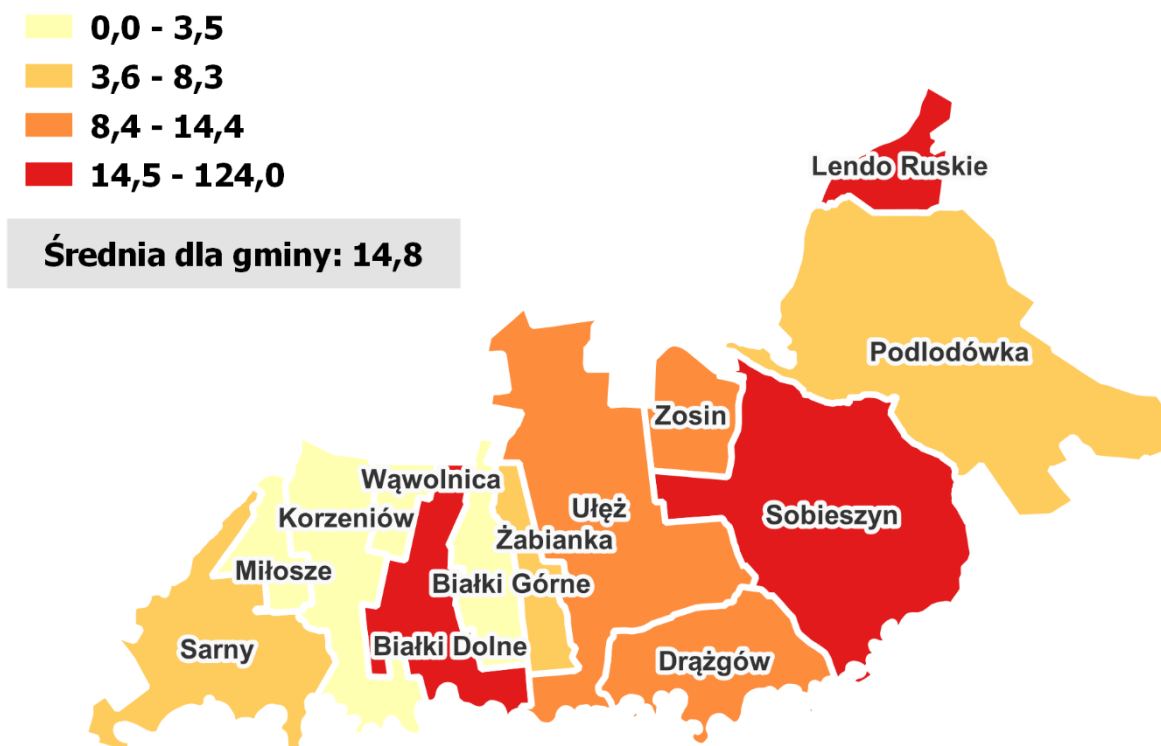 0,0 - 3,5
3,6 - 8,3
8,4 - 14,4
14,5 - 124,0
Średnia dla gminy: 14,8
Lendo Ruskie
Podlodówka
Zosin
Wąwolnica
Korzeniów
Ułęż
Sobieszyn
Żabianka
Miłosze
Białki Górne
Sarny
Białki Dolne
Drążgów